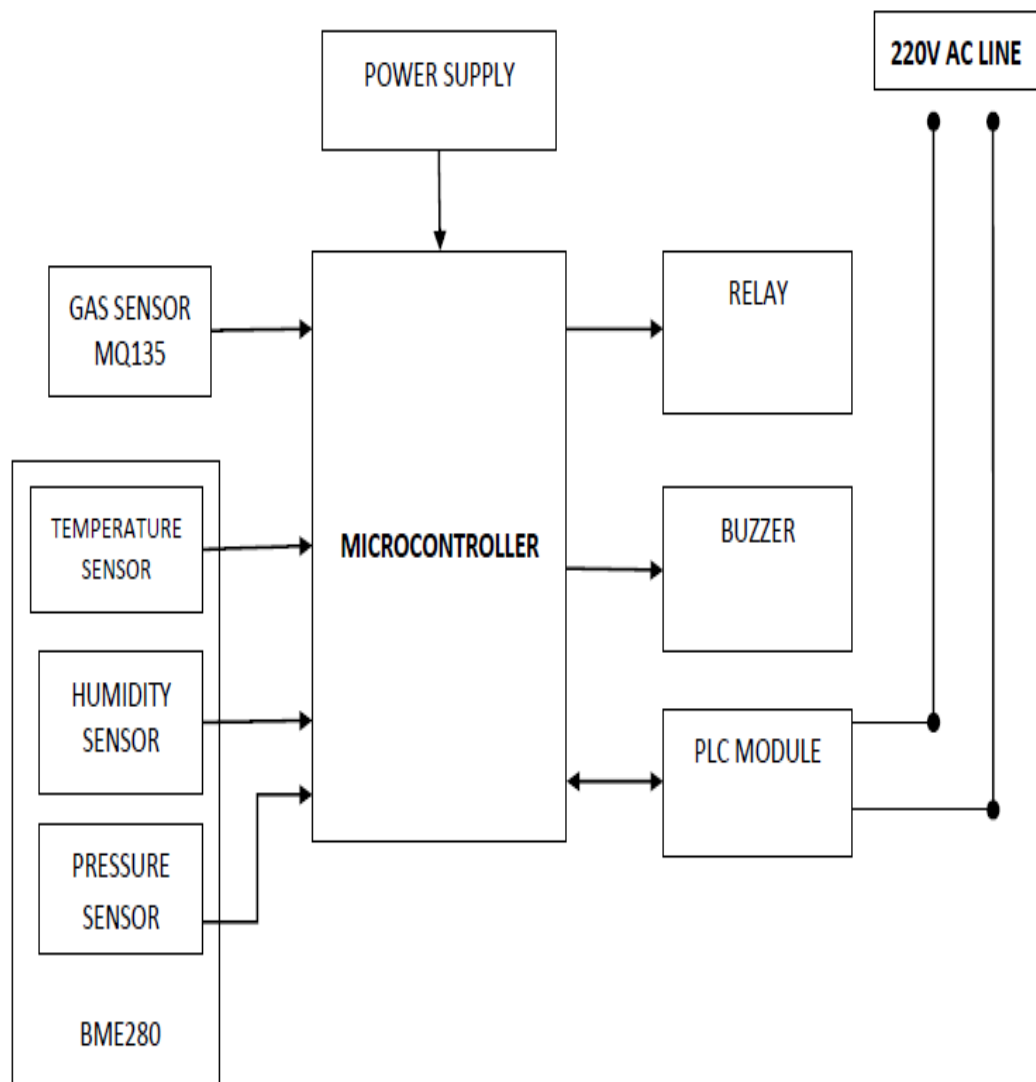 220V AC LINE
POWER SUPPLY
GAS SENSOR
MQ135
RELAY
TEMPERATURE
SENSOR
MICROCONTROLLER
BUZZER
HUMIDITY
SENSOR
PLC MODULE
PRESSURE
SENSOR
BME280